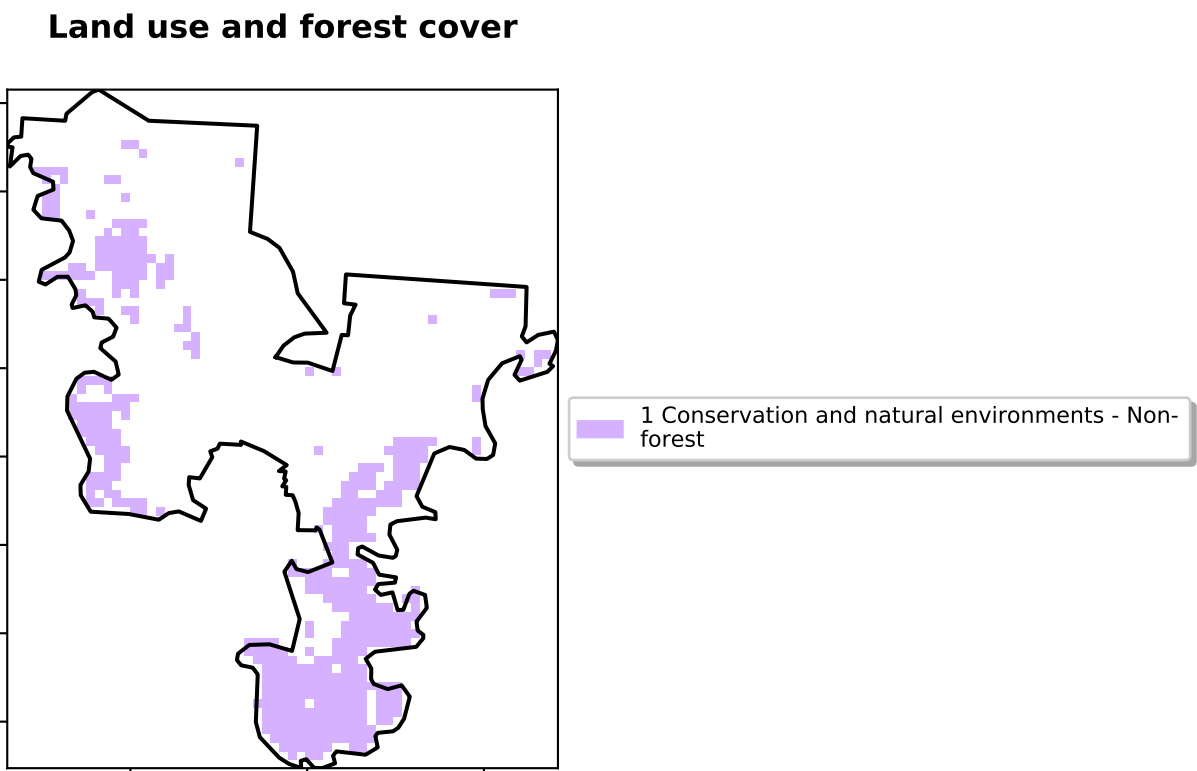 Land use and forest cover
1 Conservation and natural environments - Non-
forest